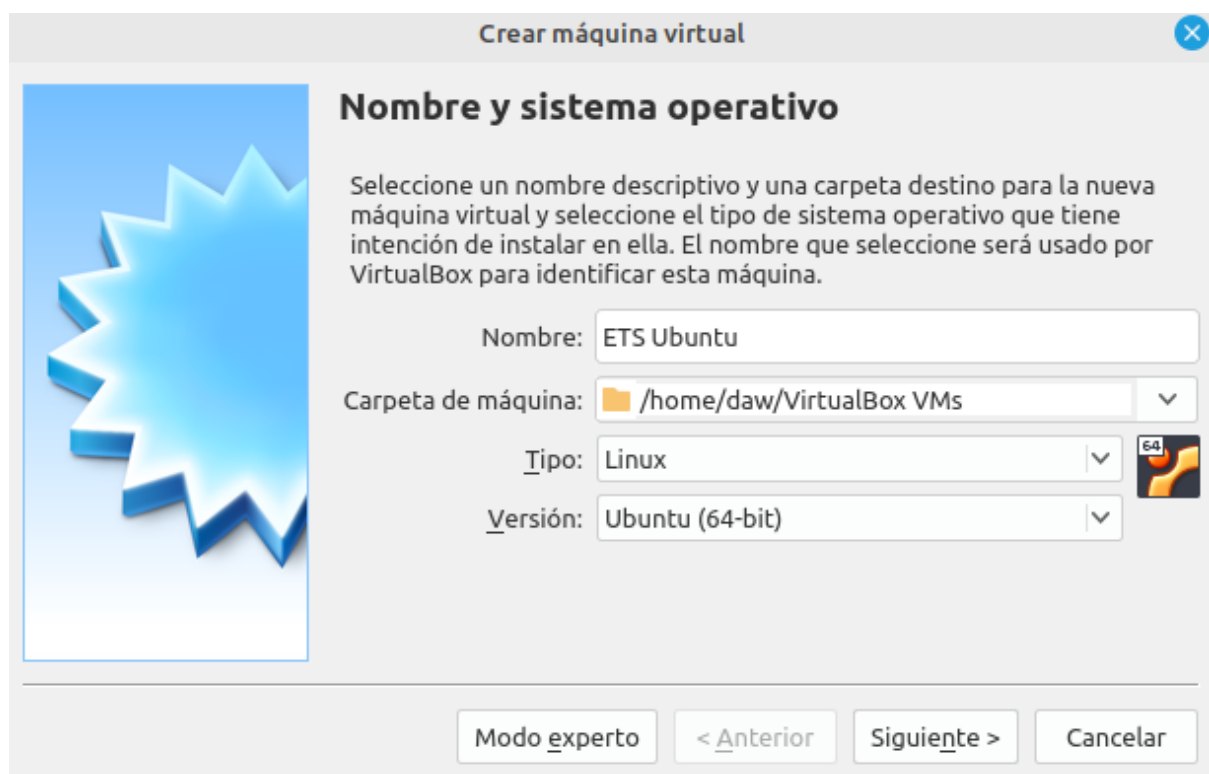 Crear máquina virtual
Nombre y sistema operativo
Seleccione un nombre descriptivo y una carpeta destino para la nueva
máquina virtual y seleccione el tipo de sistema operativo que tiene
intención de instalar en ella. El nombre que seleccione será usado por
VirtualBox para identificar esta máquina.
Nombre: ETS Ubuntu
Carpeta de máquina: /home/daw/VirtualBox VMs
Tipo: Linux
64
Versión: Ubuntu (64-bit)
Modo experto < Anterior Siguiente > Cancelar